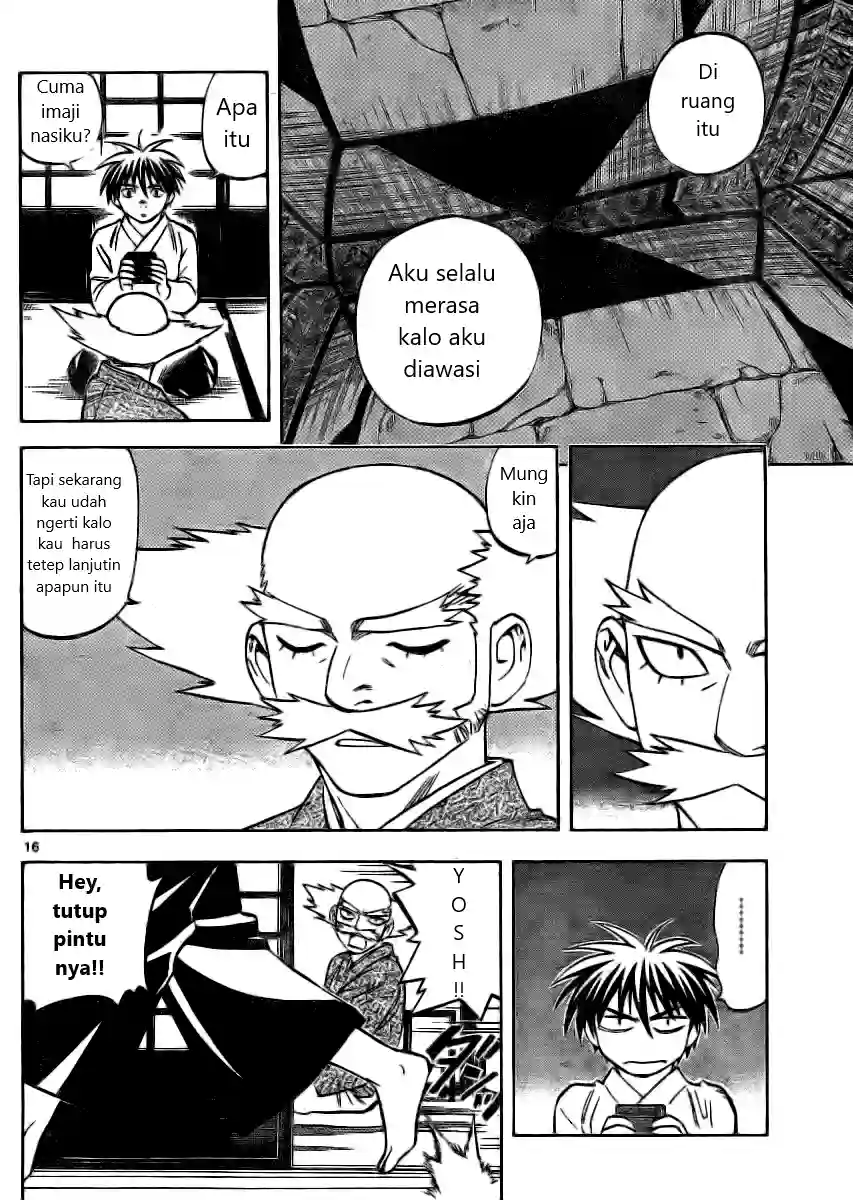 Di
ruang
itu
Aku selalu
merasa
kalo aku
diawasi
Apa
itu
Cuma
imaji
nasiku?
Mung
kin
aja
Tapi sekarang
kau udah
ngerti kalo
kau harus
tetep lanjutin
apapun itu
16
..........
Y
O
S
H
!!
Hey,
tutup
pintu
nya!!